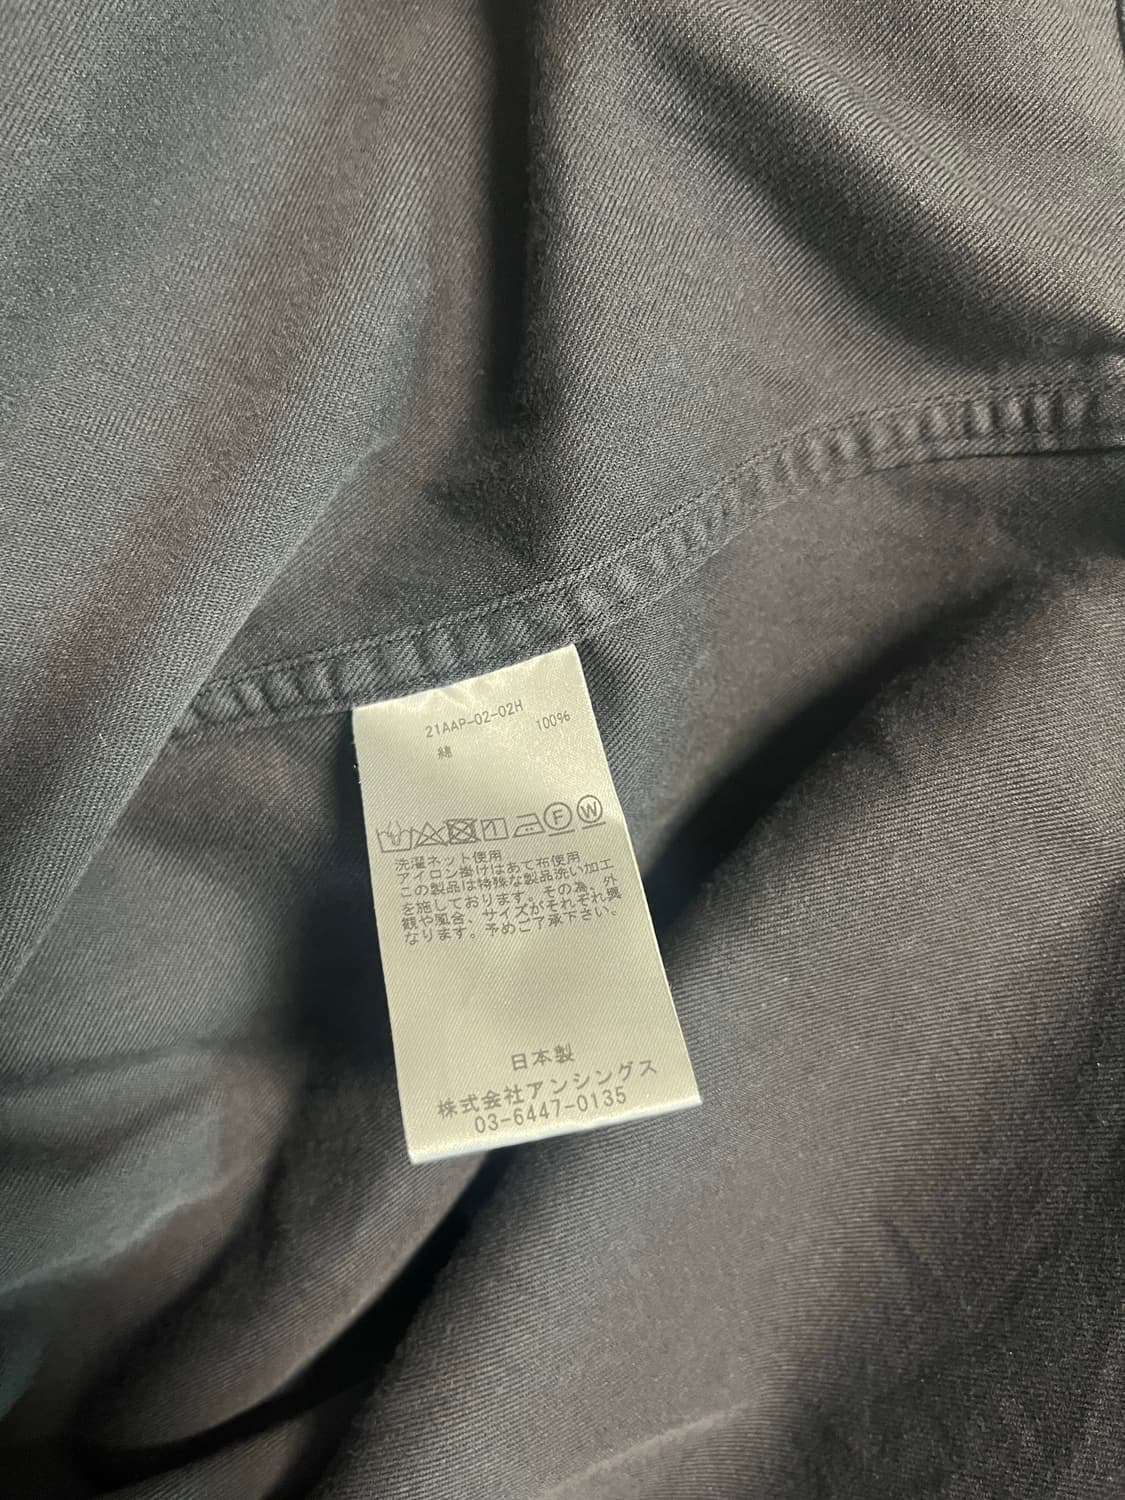 21AAP-02-02H
綿 100%
F W
洗濯ネット使用
アイロン掛けはあて布使用
この製品は特殊な製品洗い加工
を施しております。その為、外
観や風合、サイズがそれぞれ異
なります。予めご了承下さい。
日本製
株式会社アンシングス
03-6447-0135